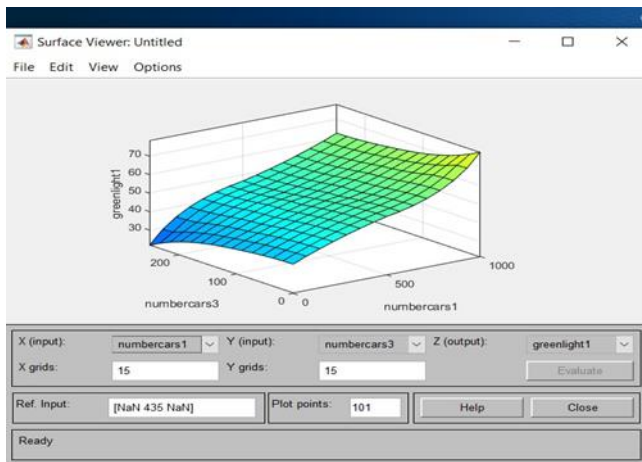 Surface Viewer: Untitled
File Edit View Options
70
60
50
40
30
greenlight1
200
100
0
numbercars3
0
500
1000
numbercars1
X (input): numbercars1 Y (input): numbercars3 Z (output): greenlight1
X grids: 15 Y grids: 15 Evaluate
Ref. Input: [NaN 435 NaN] Plot points: 101 Help Close
Ready